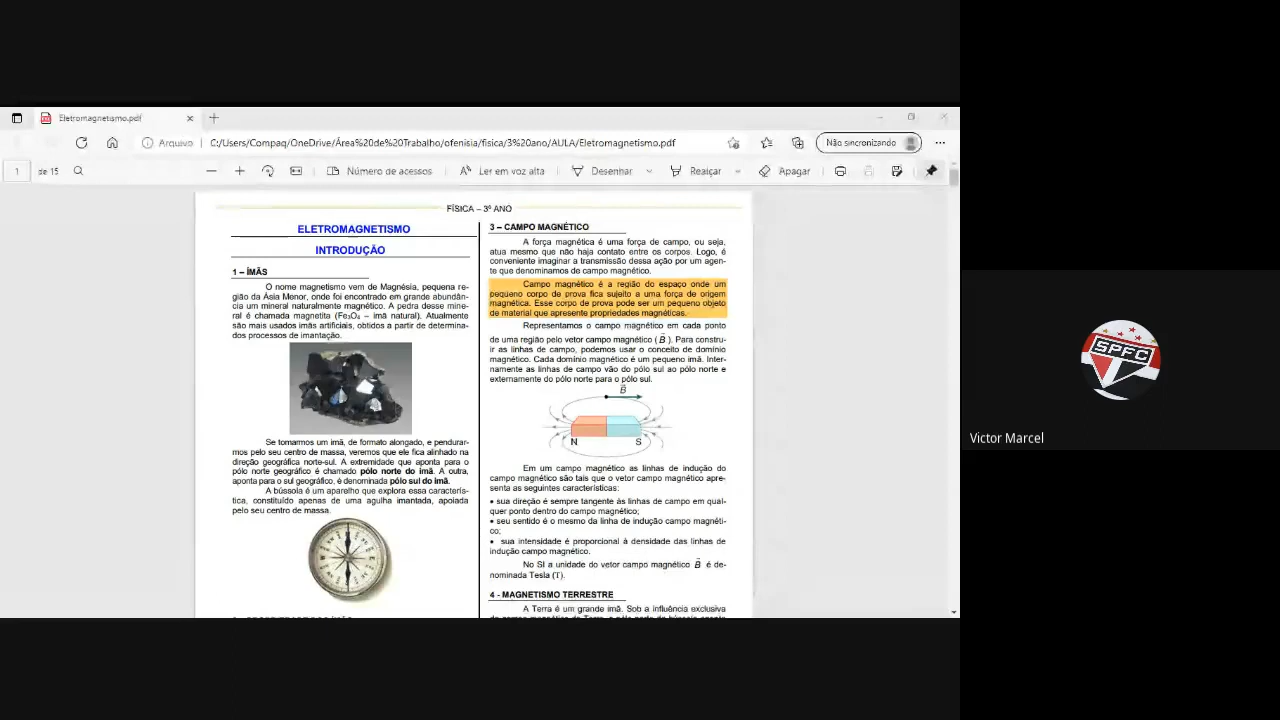 Eletromagnetismo.pdf
Arquivo
C:/Users/Compaq/OneDrive/Área%20de%20Trabalho/ofenisia/fisica/3%20ano/AULA/Eletromagnetismo.pdf
Não sincronizando
1
de 15
Número de acessos
Ler em voz alta
Desenhar
Realçar
Apagar
FÍSICA – 3º ANO
ELETROMAGNETISMO
INTRODUÇÃO
1 – ÍMÃS
O nome magnetismo vem de Magnésia, pequena re-
gião da Ásia Menor, onde foi encontrado em grande abundân-
cia um mineral naturalmente magnético. A pedra desse mine-
ral é chamada magnetita (Fe₃O₄ – imã natural). Atualmente
são mais usados imãs artificiais, obtidos a partir de determina-
dos processos de imantação.
Se tomarmos um imã, de formato alongado, e pendurar-
mos pelo seu centro de massa, veremos que ele fica alinhado na
direção geográfica norte-sul. A extremidade que aponta para o
pólo norte geográfico é chamado pólo norte do imã. A outra,
aponta para o sul geográfico, é denominada pólo sul do imã.
A bússola é um aparelho que explora essa caracterís-
tica, constituído apenas de uma agulha imantada, apoiada
pelo seu centro de massa.
3 – CAMPO MAGNÉTICO
A força magnética é uma força de campo, ou seja,
atua mesmo que não haja contato entre os corpos. Logo, é
conveniente imaginar a transmissão dessa ação por um agen-
te que denominamos de campo magnético.
Campo magnético é a região do espaço onde um
pequeno corpo de prova fica sujeito a uma força de origem
magnética. Esse corpo de prova pode ser um pequeno objeto
de material que apresente propriedades magnéticas.
Representamos o campo magnético em cada ponto
de uma região pelo vetor campo magnético (B⃗). Para constru-
ir as linhas de campo, podemos usar o conceito de domínio
magnético. Cada domínio magnético é um pequeno imã. Inter-
namente as linhas de campo vão do pólo sul ao pólo norte e
externamente do pólo norte para o pólo sul.
B⃗
N S
Em um campo magnético as linhas de indução do
campo magnético são tais que o vetor campo magnético apre-
senta as seguintes características:
• sua direção é sempre tangente às linhas de campo em qual-
quer ponto dentro do campo magnético;
• seu sentido é o mesmo da linha de indução campo magnéti-
co;
• sua intensidade é proporcional à densidade das linhas de
indução campo magnético.
No SI a unidade do vetor campo magnético B⃗ é de-
nominada Tesla (T).
4 - MAGNETISMO TERRESTRE
A Terra é um grande imã. Sob a influência exclusiva
SPFC
Victor Marcel